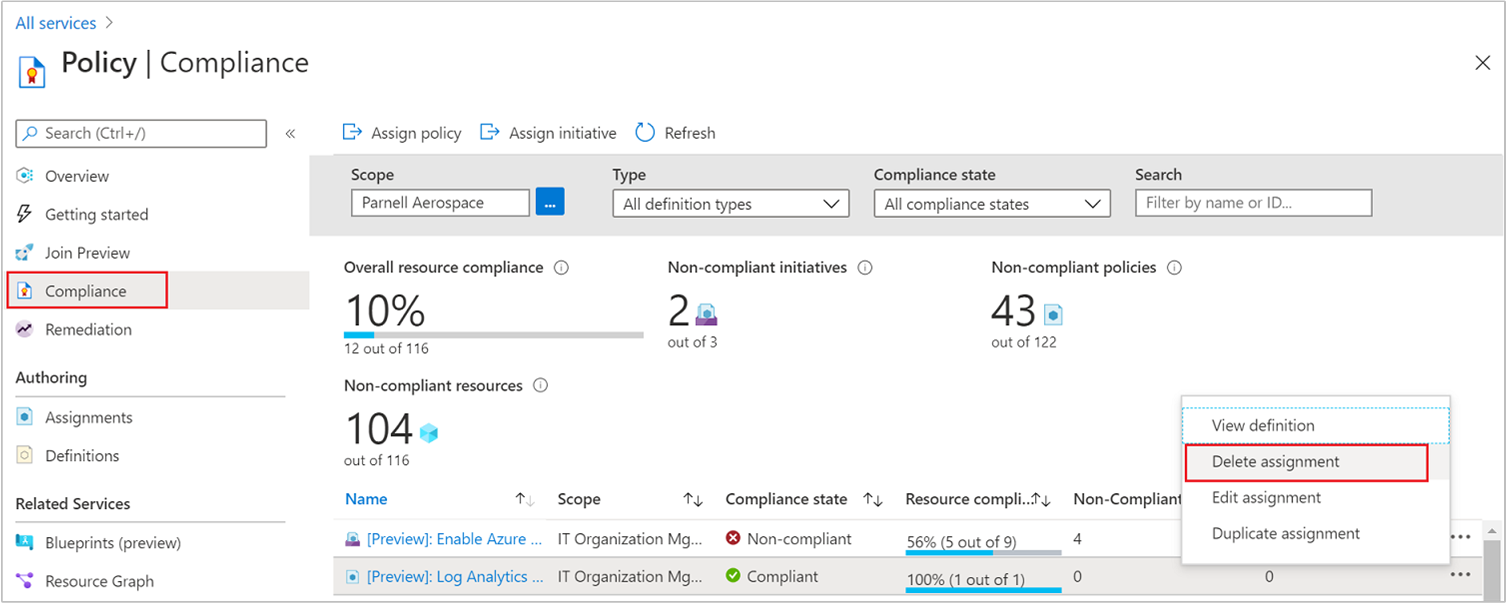 All services >
Policy | Compliance
Search (Ctrl+/) «
Overview
Getting started
Join Preview
Compliance
Remediation
Authoring
Assignments
Definitions
Related Services
Blueprints (preview)
Resource Graph
Assign policy Assign initiative Refresh
Scope Type Compliance state Search
Parnell Aerospace ... All definition types All compliance states Filter by name or ID...
Overall resource compliance Non-compliant initiatives Non-compliant policies
10% 2 43
12 out of 116 out of 3 out of 122
Non-compliant resources
104
out of 116
View definition
Delete assignment
Edit assignment
Duplicate assignment
Name Scope Compliance state Resource compli... Non-Compliant
[Preview]: Enable Azure ... IT Organization Mg... Non-compliant 56% (5 out of 9) 4 ...
[Preview]: Log Analytics ... IT Organization Mg... Compliant 100% (1 out of 1) 0 0 ...